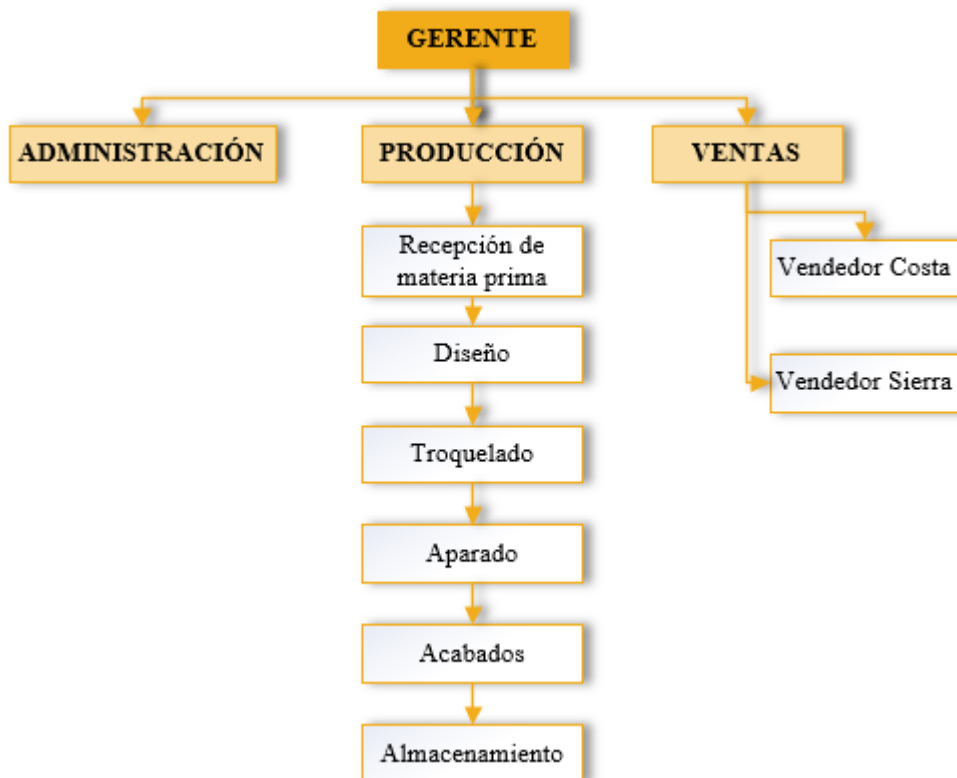 GERENTE
ADMINISTRACIÓN
PRODUCCIÓN
VENTAS
Recepción de
materia prima
Diseño
Troquelado
Aparado
Acabados
Almacenamiento
Vendedor Costa
Vendedor Sierra